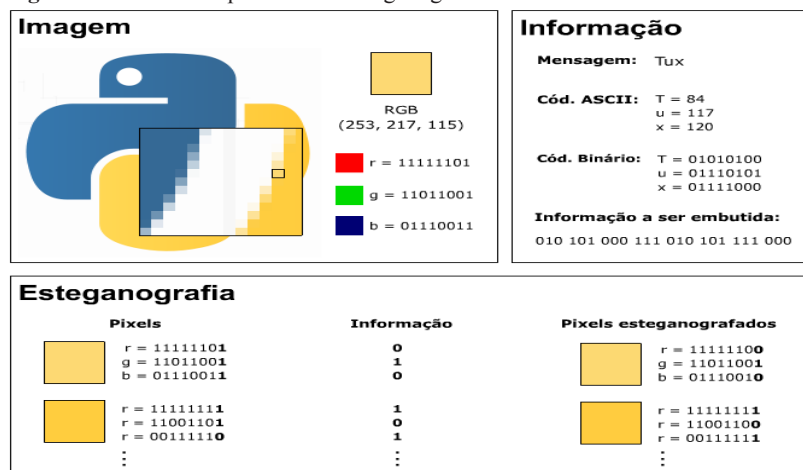 Imagem
RGB
(253, 217, 115)
r = 11111101
g = 11011001
b = 01110011
Informação
Mensagem: Tux
Cód. ASCII: T = 84
u = 117
x = 120
Cód. Binário: T = 01010100
u = 01110101
x = 01111000
Informação a ser embutida:
010 101 000 111 010 101 111 000
Esteganografia
Pixels Informação Pixels esteganografados
r = 11111101 0 r = 11111100
g = 11011001 1 g = 11011001
b = 01110011 0 b = 01110010
r = 11111111 1 r = 11111111
r = 11001101 0 r = 11001100
r = 00111110 1 r = 00111111